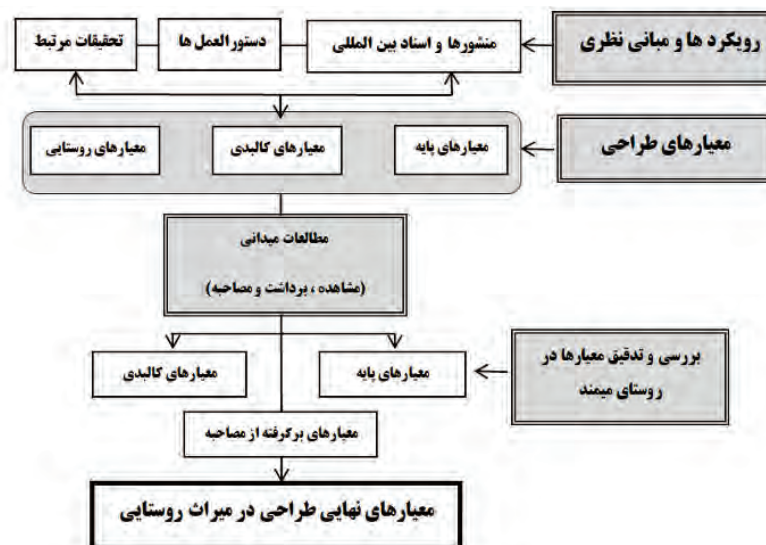 رویکرد ها و مبانی نظری
منشورها و اسناد بین المللی
دستورالعمل ها
تحقیقات مرتبط
معیارهای طراحی
معیارهای پایه
معیارهای کالبدی
معیارهای روستایی
مطالعات میدانی
(مشاهده ، برداشت و مصاحبه)
بررسی و تدقیق معیارها در
روستای میمند
معیارهای پایه
معیارهای کالبدی
معیارهای برگرفته از مصاحبه
معیارهای نهایی طراحی در میراث روستایی